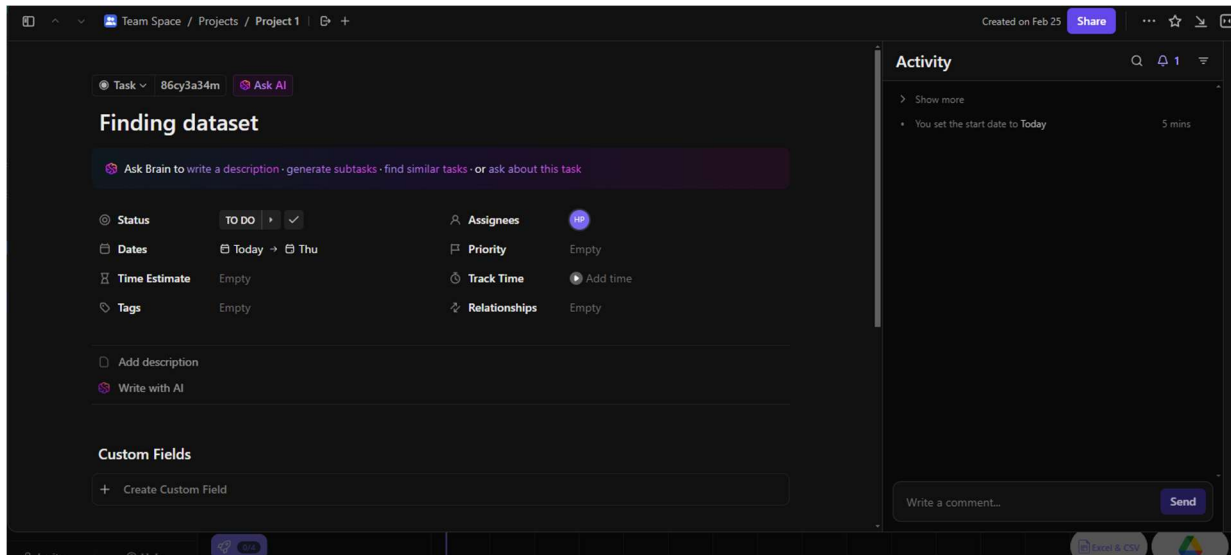 Team Space / Projects / Project 1
Created on Feb 25 Share
Task 86cy3a34m Ask AI
Finding dataset
Ask Brain to write a description · generate subtasks · find similar tasks · or ask about this task
Status TO DO Assignees HP
Dates Today → Thu Priority Empty
Time Estimate Empty Track Time Add time
Tags Empty Relationships Empty
Add description
Write with AI
Custom Fields
+ Create Custom Field
Activity 1
Show more
• You set the start date to Today 5 mins
Write a comment... Send
Excel & CSV